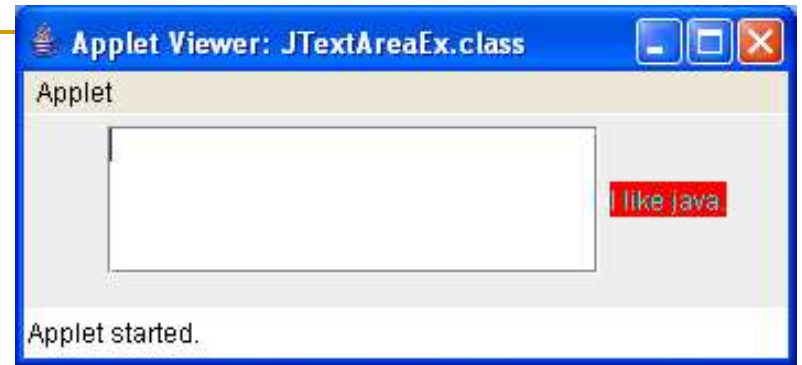 Applet Viewer: JTextAreaEx.class
Applet
I like java.
Applet started.